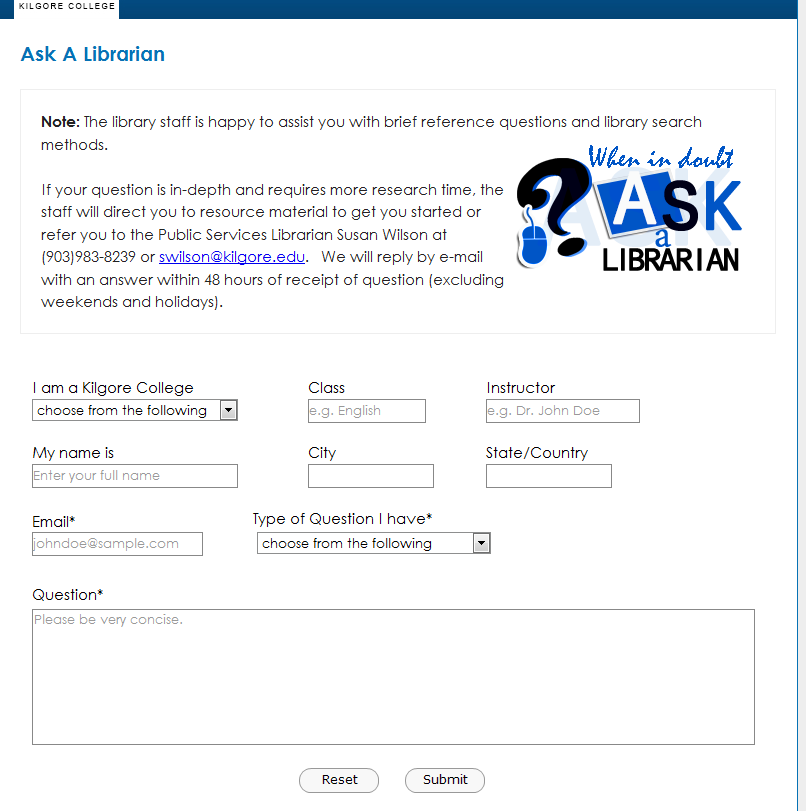 KILGORE COLLEGE
Ask A Librarian
Note: The library staff is happy to assist you with brief reference questions and library search
methods.
When in doubt
ASK
a
LIBRARIAN
If your question is in-depth and requires more research time, the
staff will direct you to resource material to get you started or
refer you to the Public Services Librarian Susan Wilson at
(903)983-8239 or swilson@kilgore.edu. We will reply by e-mail
with an answer within 48 hours of receipt of question (excluding
weekends and holidays).
I am a Kilgore College Class Instructor
choose from the following e.g. English e.g. Dr. John Doe
My name is City State/Country
Enter your full name
Email* Type of Question I have*
johndoe@sample.com choose from the following
Question*
Please be very concise.
Reset Submit